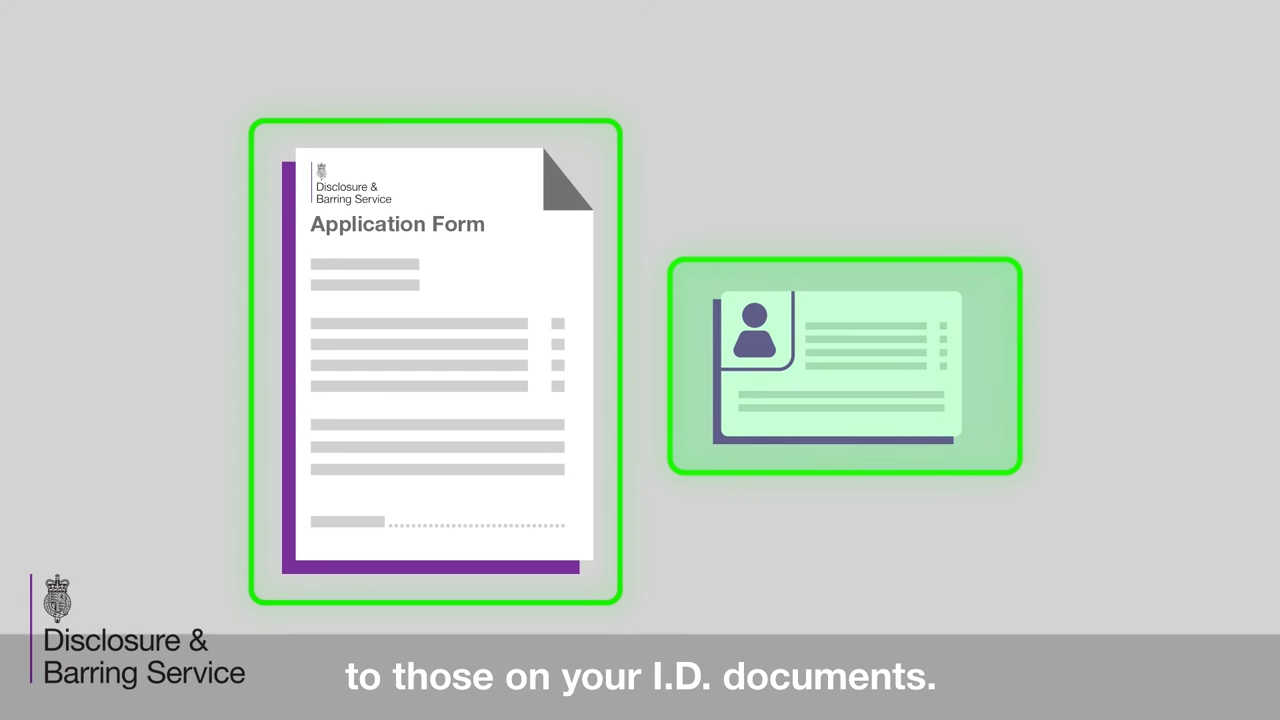 Disclosure &
Barring Service
Application Form
Disclosure &
Barring Service
to those on your I.D. documents.